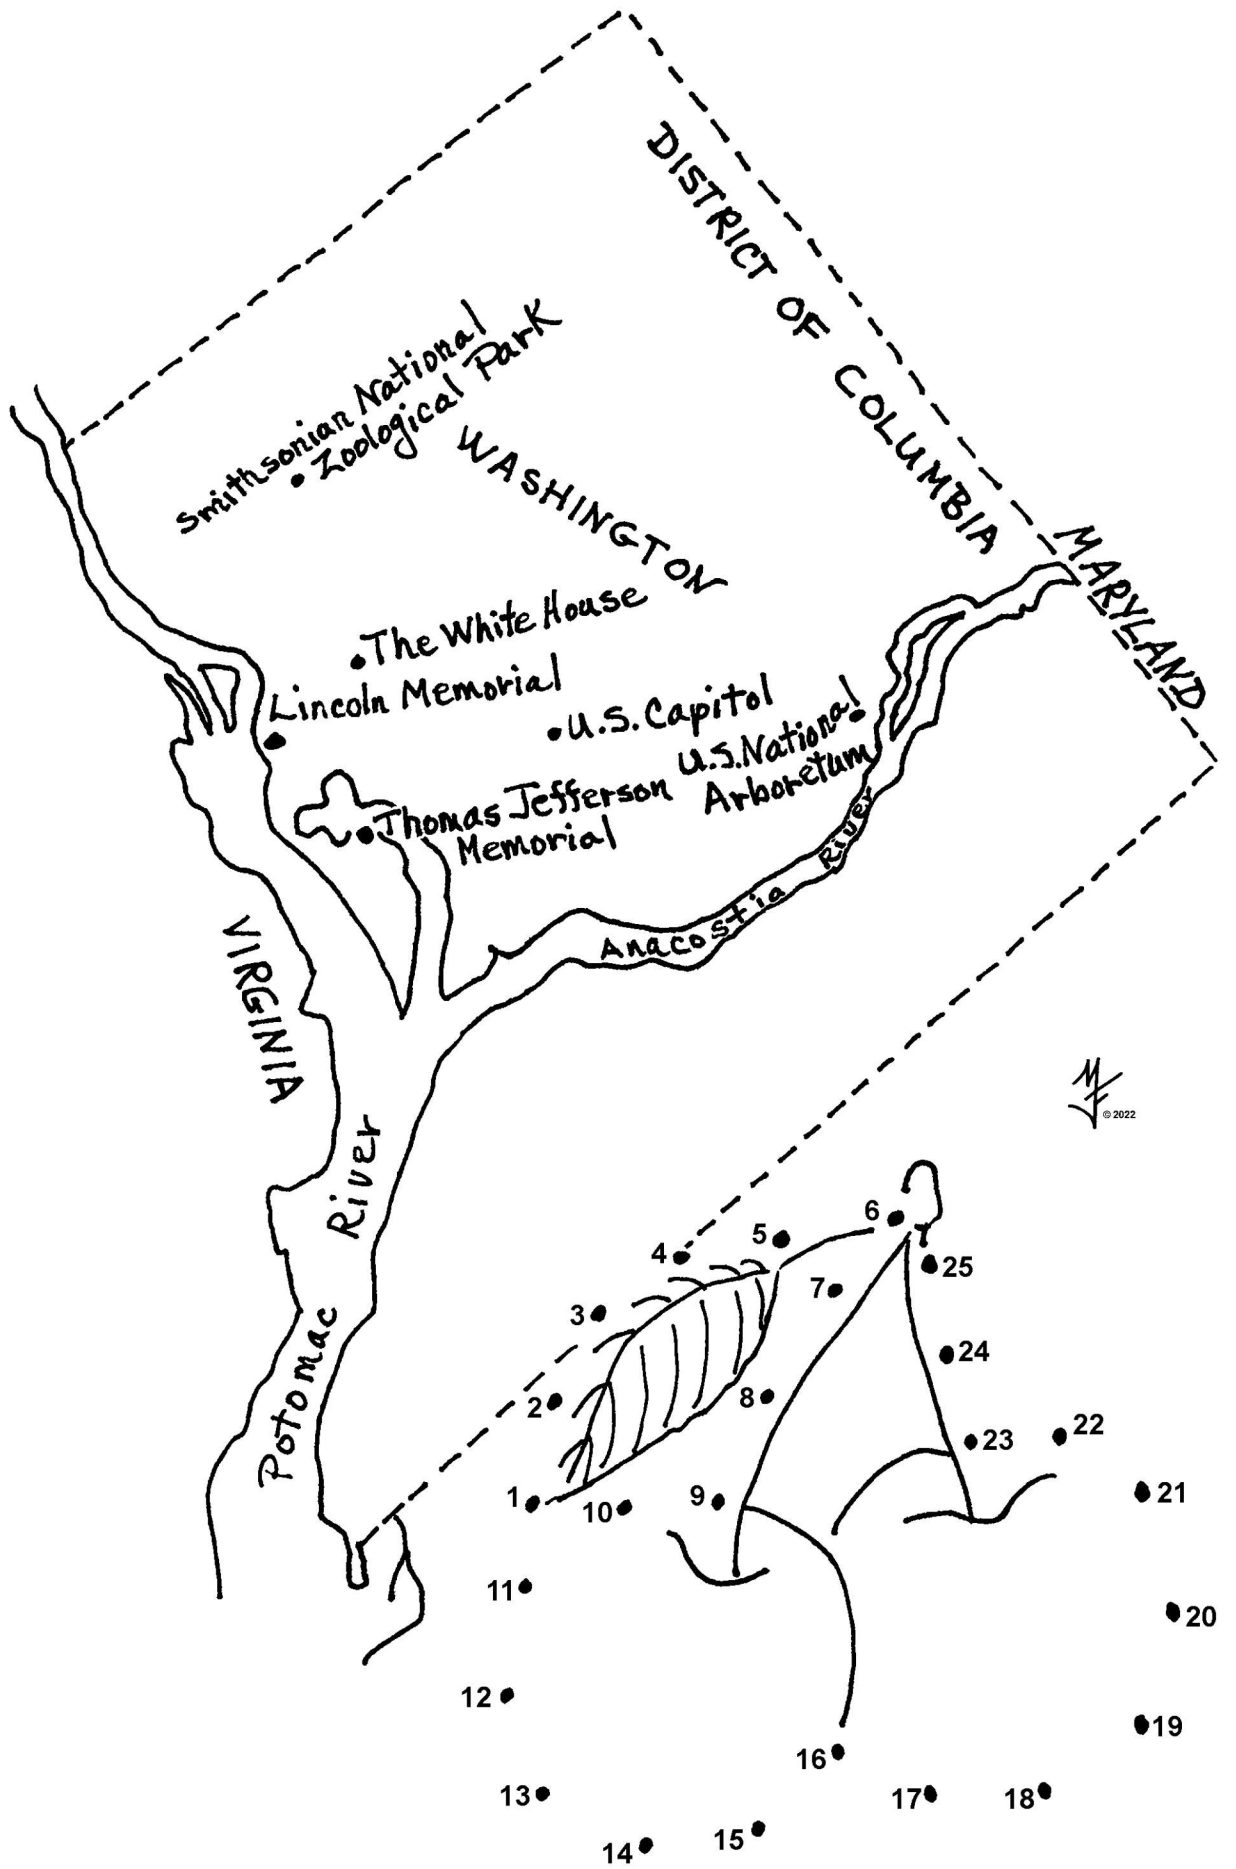 DISTRICT OF COLUMBIA
Smithsonian National
Zoological Park
WASHINGTON
MARYLAND
The White House
Lincoln Memorial
U.S. Capitol
U.S. National
Arboretum
Thomas Jefferson
Memorial
Anacostia River
VIRGINIA
Potomac River
MF
© 2022
6
5
4
25
7
3
24
8
2
23
22
1
10
9
21
11
20
12
19
16
13
17
18
14
15